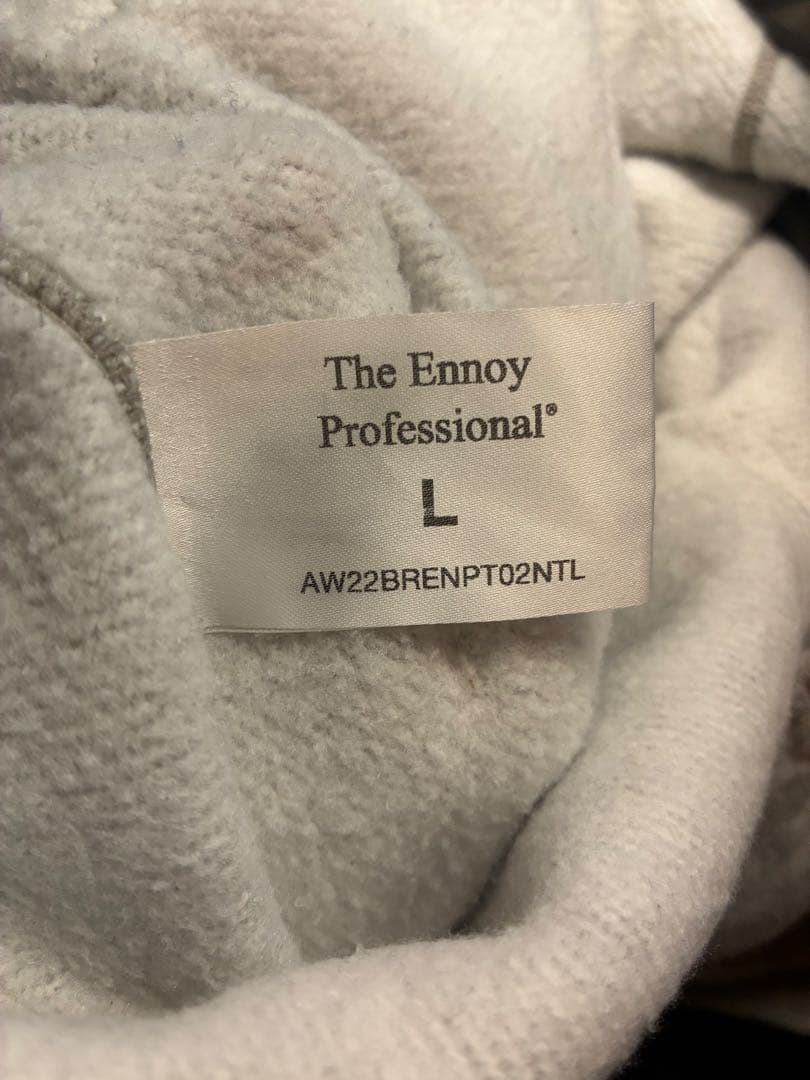 The Ennoy
Professional®
L
AW22BRENPT02NTL